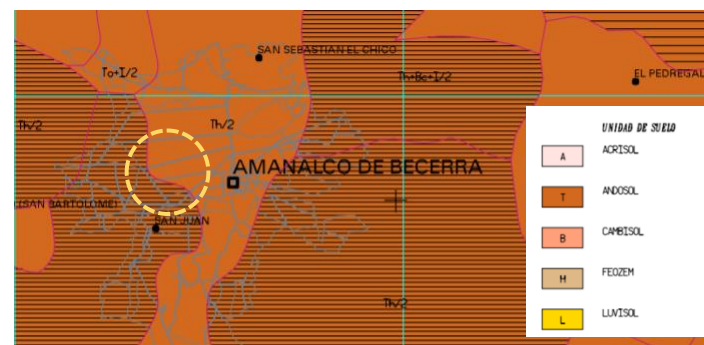 SAN SEBASTIAN EL CHICO
To+I/2
Th+Bc+I/2
EL PEDREGAL
Th/2
Th/2
AMANALCO DE BECERRA
(SAN BARTOLOME)
SAN JUAN
Th/2
UNIDAD DE SUELO
A ACRISOL
T ANDOSOL
B CAMBISOL
H FEOZEM
L LUVISOL